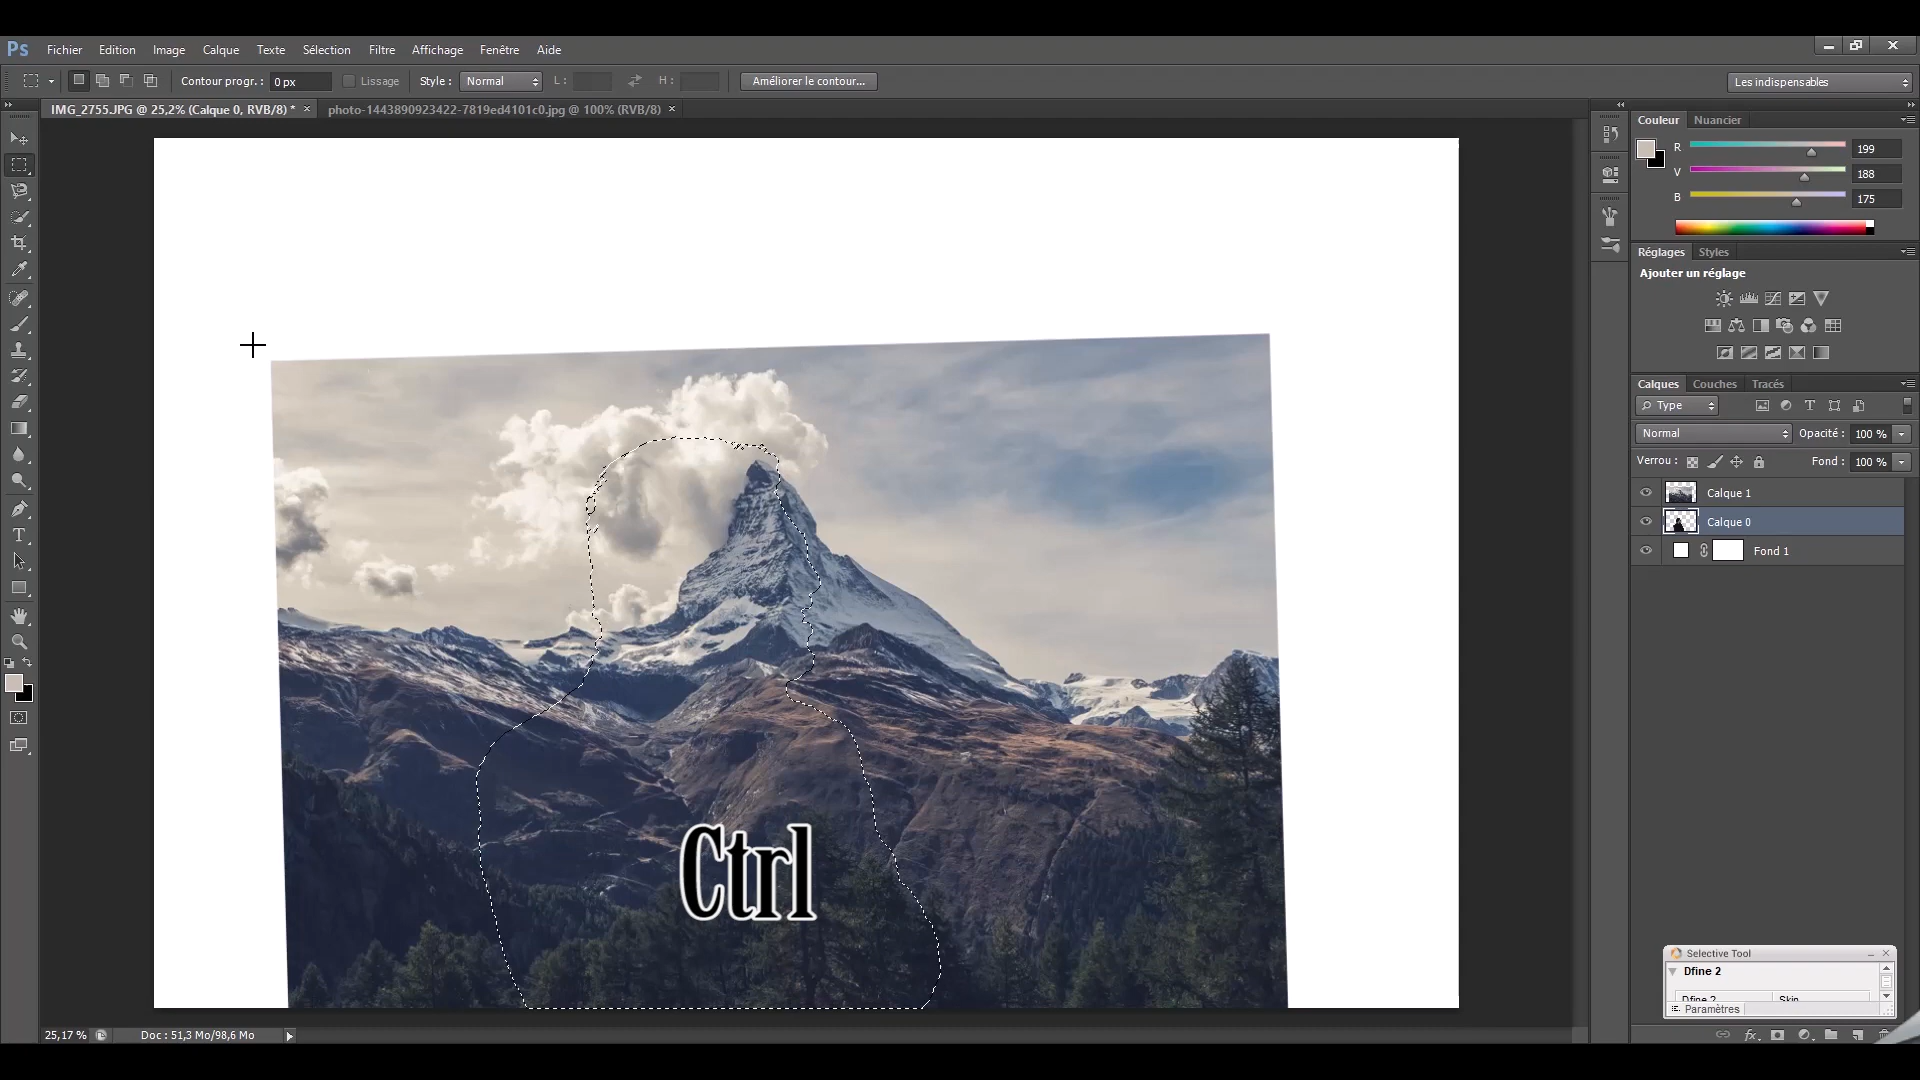 Ps Fichier Edition Image Calque Texte Sélection Filtre Affichage Fenêtre Aide
Contour progr. : 0 px Lissage Style : Normal L : H : Améliorer le contour... Les indispensables
IMG_2755.JPG @ 25,2% (Calque 0, RVB/8) * × photo-1443890923422-7819ed4101c0.jpg @ 100% (RVB/8) ×
Couleur Nuancier
R 199
V 188
B 175
Réglages Styles
Ajouter un réglage
Calques Couches Tracés
Type
Normal Opacité : 100 %
Verrou : Fond : 100 %
Calque 1
Calque 0
Fond 1
Ctrl
Selective Tool
Dfine 2
Dfine 2 Skin
Paramètres
25,17 % Doc : 51,3 Mo/98,6 Mo